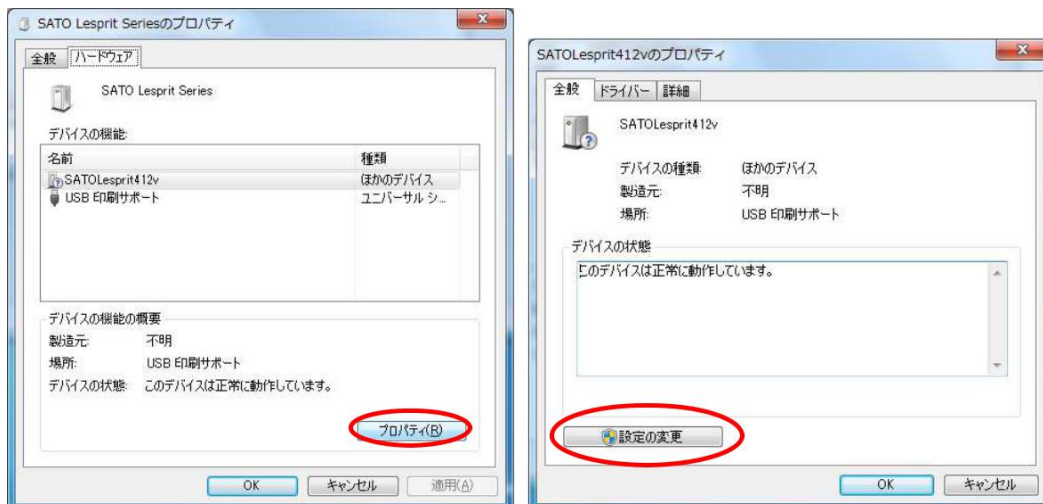 SATO Lesprit Seriesのプロパティ
全般 ハードウェア
SATO Lesprit Series
デバイスの機能:
名前 種類
SATOLesprit412v ほかのデバイス
USB 印刷サポート ユニバーサル シ...
デバイスの機能の概要
製造元: 不明
場所: USB 印刷サポート
デバイスの状態: このデバイスは正常に動作しています。
プロパティ(R)
OK キャンセル 適用(A)
SATOLesprit412vのプロパティ
全般 ドライバー 詳細
SATOLesprit412v
デバイスの種類: ほかのデバイス
製造元: 不明
場所: USB 印刷サポート
デバイスの状態
このデバイスは正常に動作しています。
設定の変更
OK キャンセル